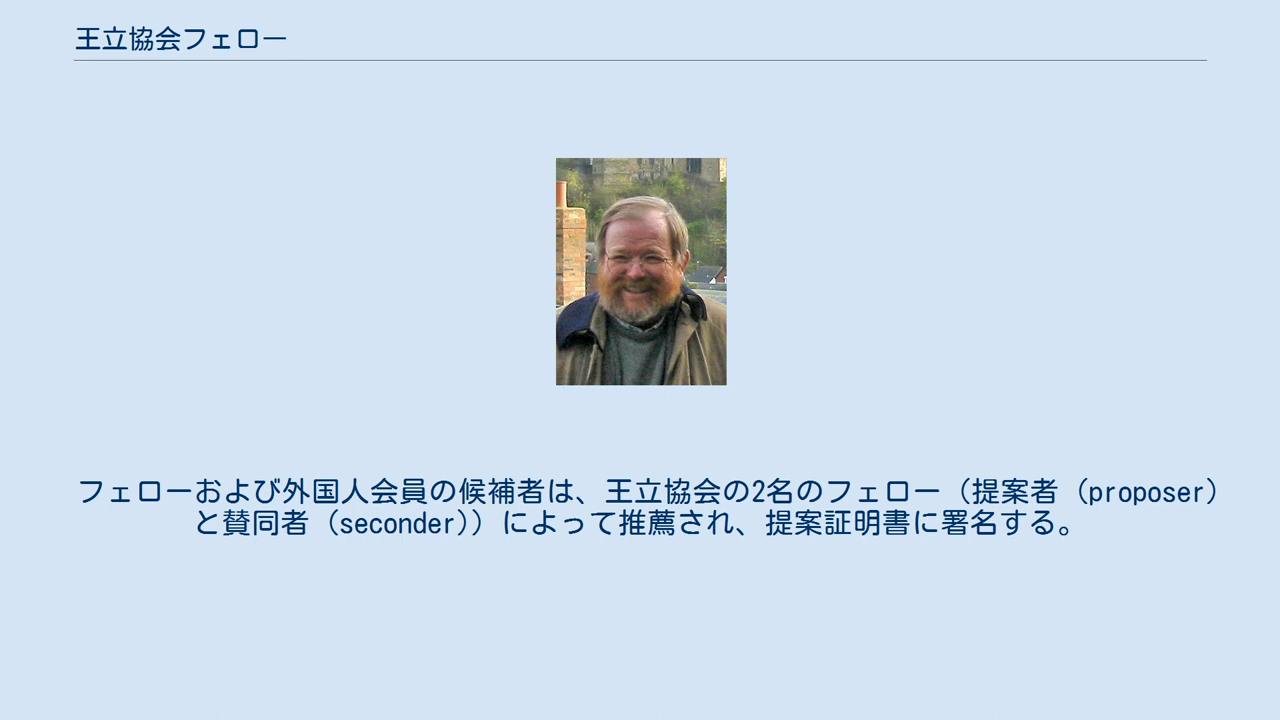 王立協会フェロー
フェローおよび外国人会員の候補者は、王立協会の2名のフェロー（提案者（proposer）
と賛同者（seconder））によって推薦され、提案証明書に署名する。